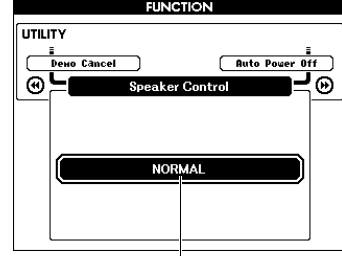 FUNCTION
UTILITY
Demo Cancel
Auto Power Off
Speaker Control
NORMAL